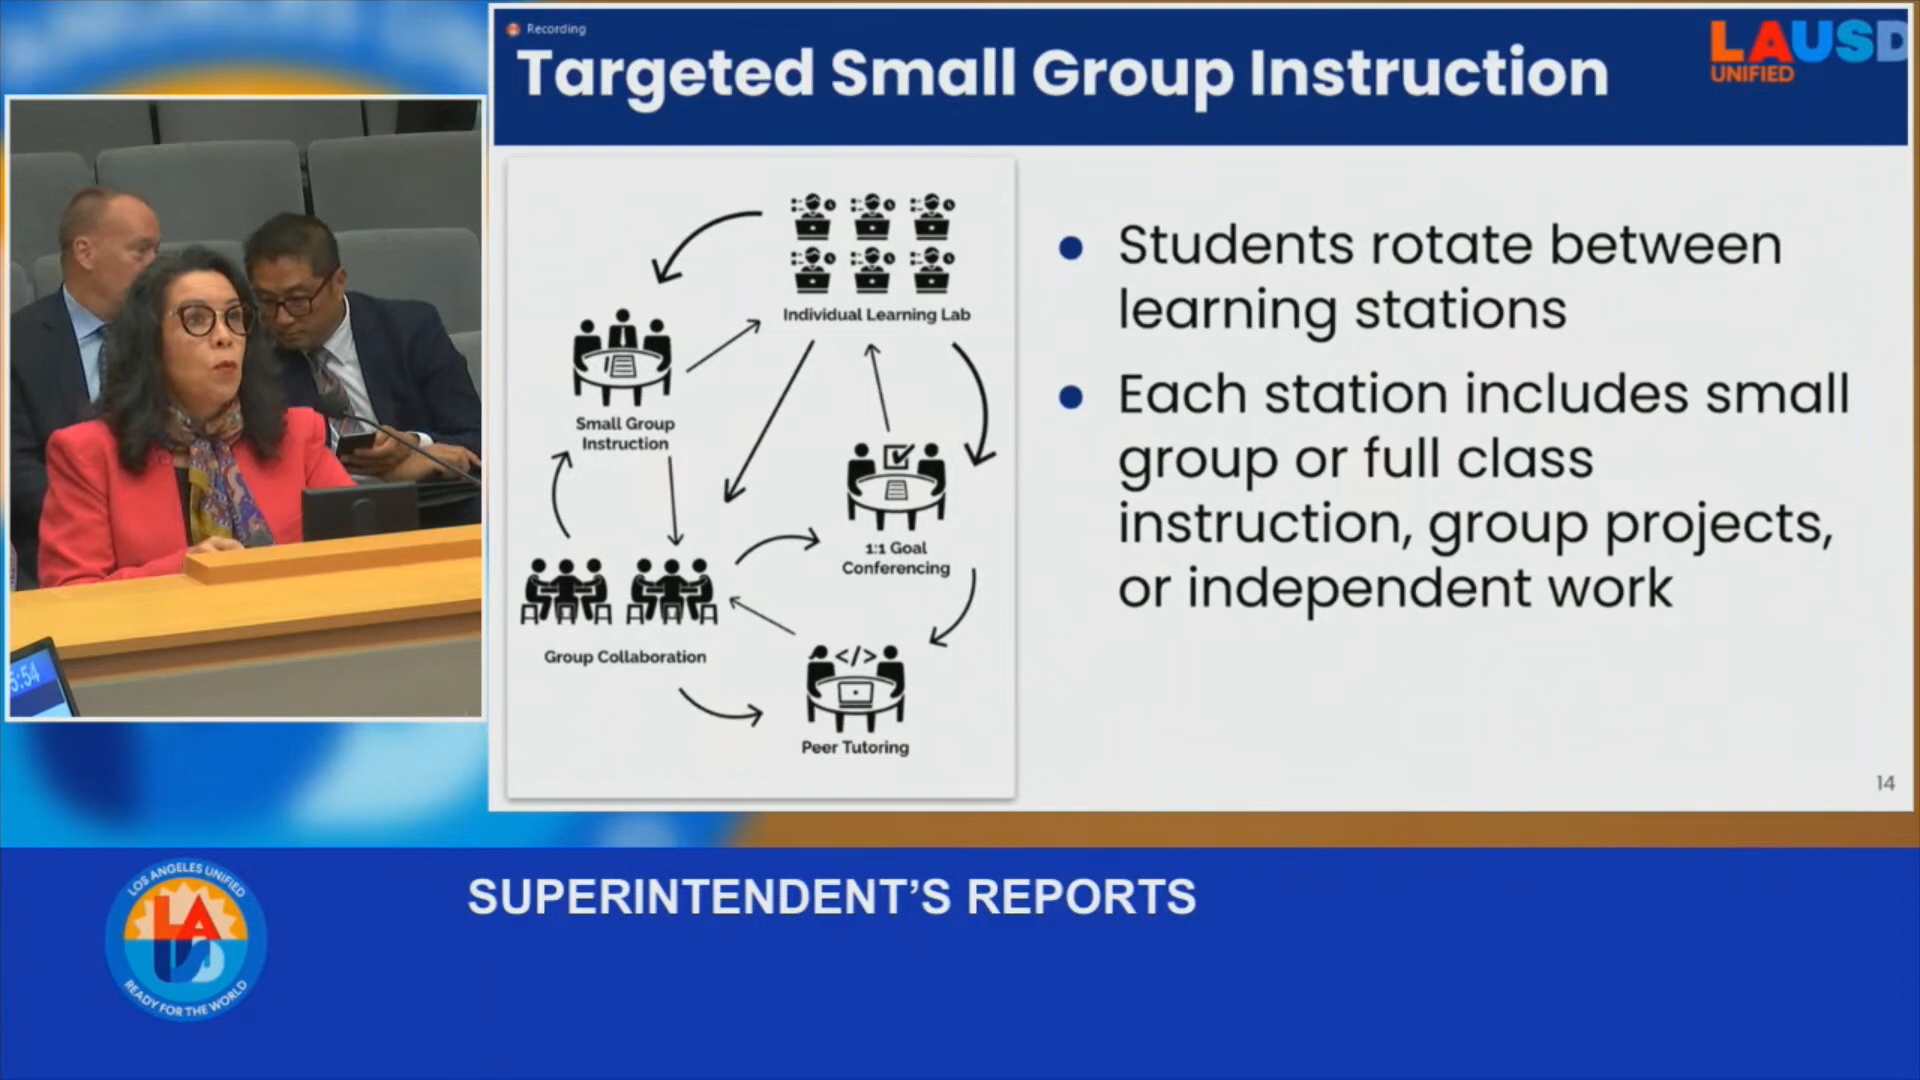 Recording
Targeted Small Group Instruction
LAUSD
UNIFIED
Individual Learning Lab
Small Group
Instruction
1:1 Goal
Conferencing
</>
Group Collaboration
Peer Tutoring
● Students rotate between
learning stations
● Each station includes small
group or full class
instruction, group projects,
or independent work
14
5:54
SUPERINTENDENT'S REPORTS
LOS ANGELES UNIFIED
LAUSD
READY FOR THE WORLD